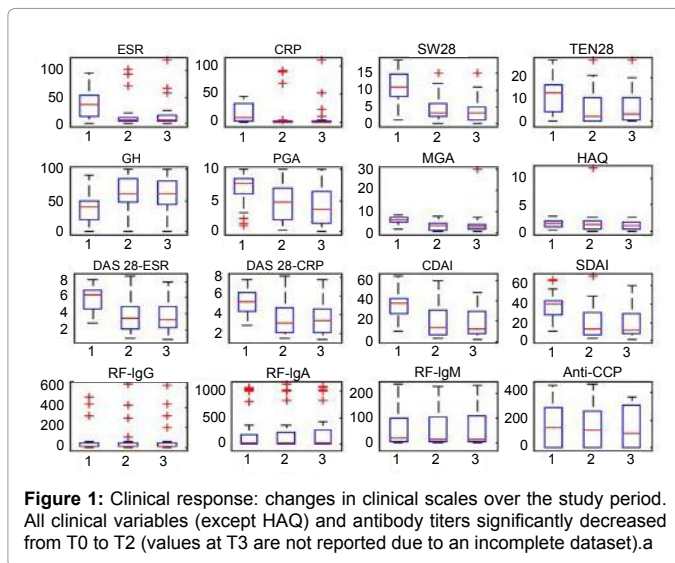 ESR CRP SW28 TEN28
100 100 15 20
50 50 10 10
0 0 5 0
0
1 2 3 1 2 3 1 2 3 1 2 3
GH PGA MGA HAQ
100 10 30 10
50 5 20 5
0 0 10 0
0
1 2 3 1 2 3 1 2 3 1 2 3
DAS 28-ESR DAS 28-CRP CDAI SDAI
8 8 60 60
6 6 40 40
4 4 20 20
2 2 0 0
1 2 3 1 2 3 1 2 3 1 2 3
RF-IgG RF-IgA RF-IgM Anti-CCP
600 1000 200 400
400 500 100 200
200 0 0 0
0
1 2 3 1 2 3 1 2 3 1 2 3
Figure 1: Clinical response: changes in clinical scales over the study period.
All clinical variables (except HAQ) and antibody titers significantly decreased
from T0 to T2 (values at T3 are not reported due to an incomplete dataset).a